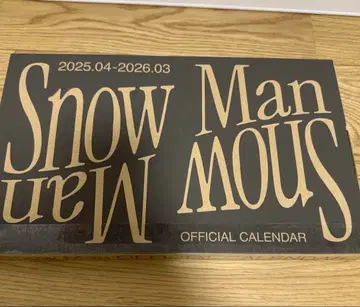 2025.04-2026.03
Snow Man
Snow Man
OFFICIAL CALENDAR